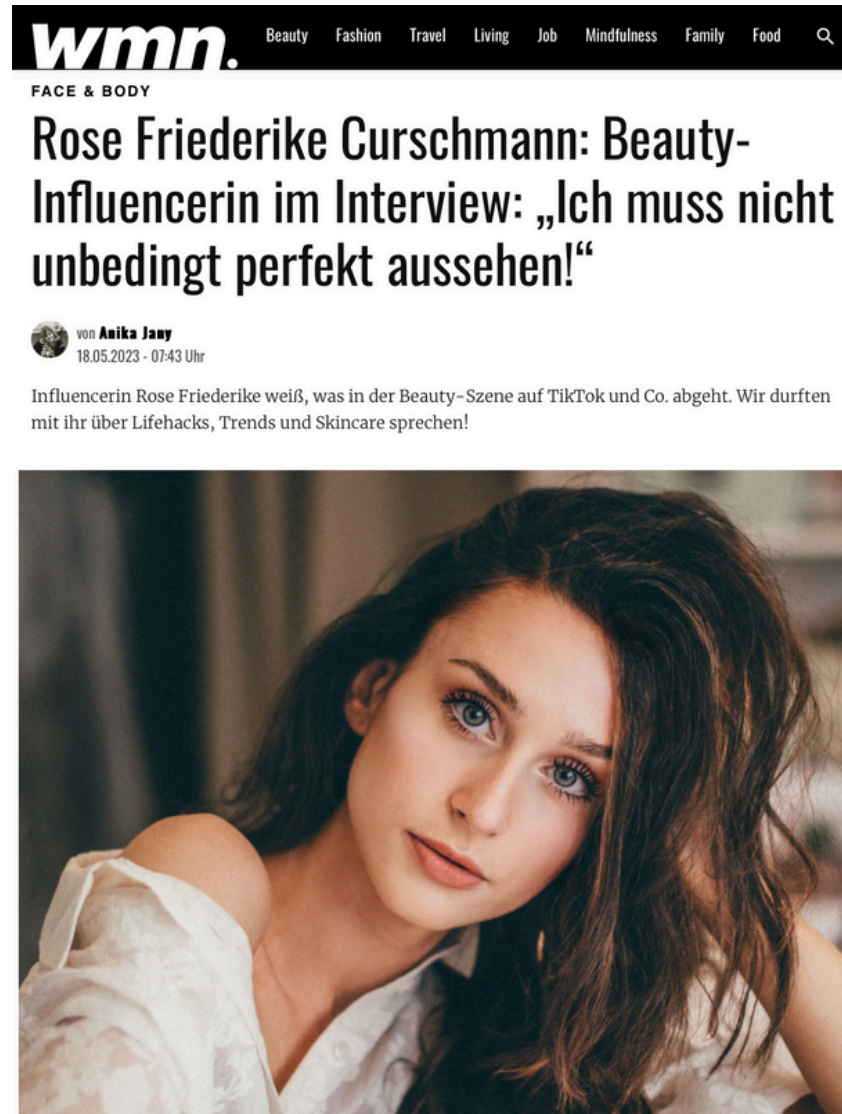 wmn.
Beauty Fashion Travel Living Job Mindfulness Family Food
FACE & BODY
Rose Friederike Curschmann: Beauty-
Influencerin im Interview: „Ich muss nicht
unbedingt perfekt aussehen!“
von Anika Jany
18.05.2023 - 07:43 Uhr
Influencerin Rose Friederike weiß, was in der Beauty-Szene auf TikTok und Co. abgeht. Wir durften
mit ihr über Lifehacks, Trends und Skincare sprechen!